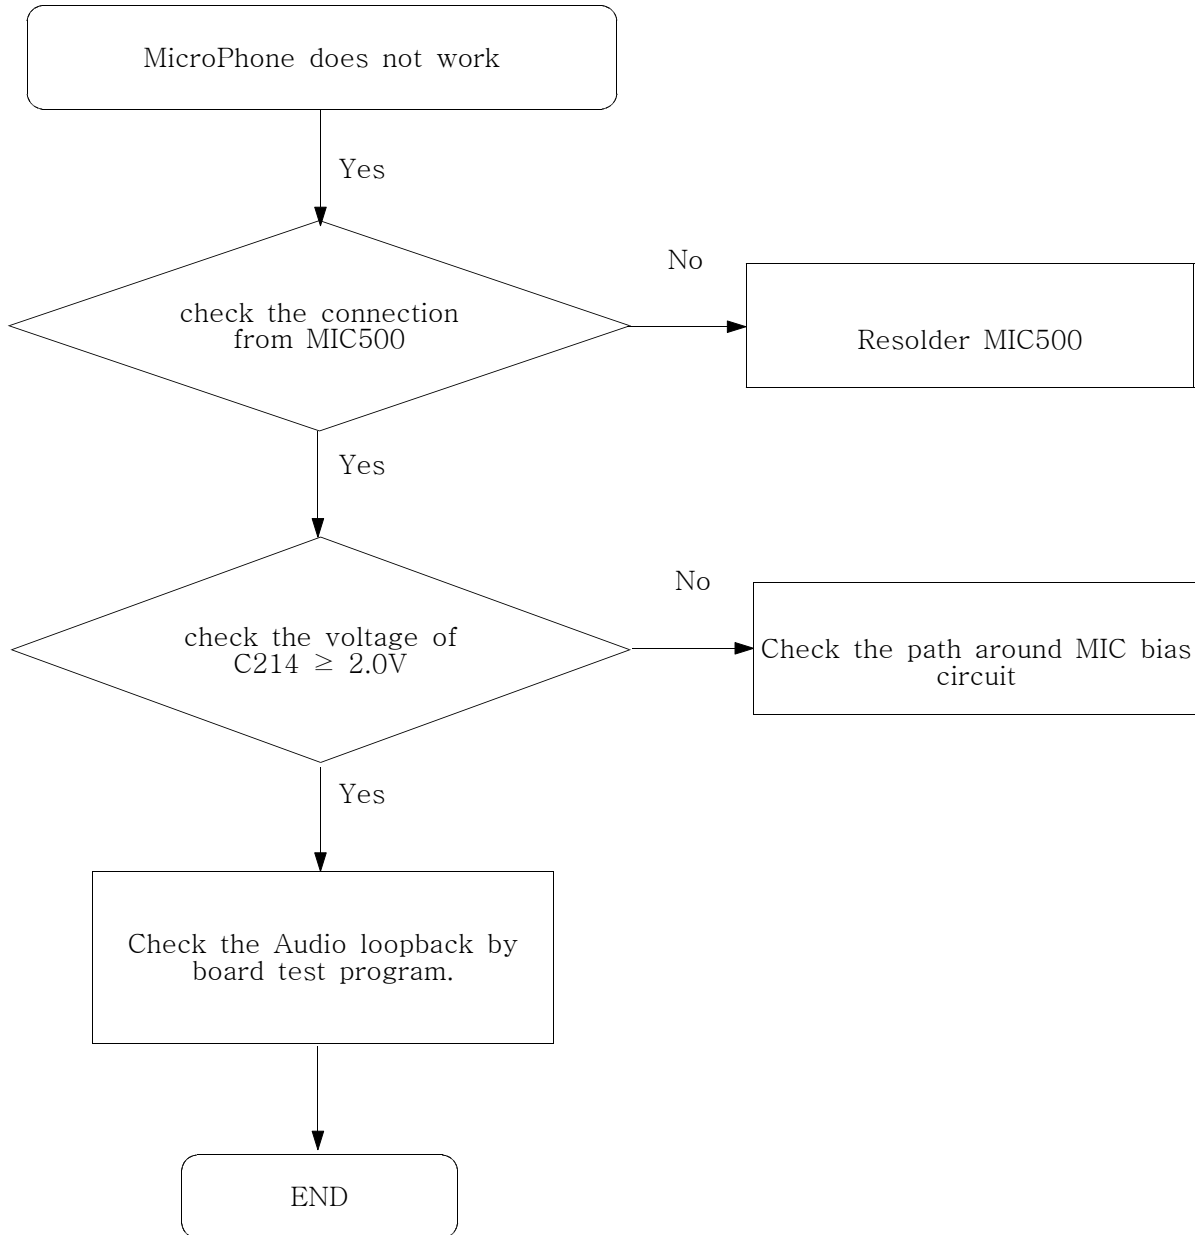 MicroPhone does not work
Yes
check the connection
from MIC500
No
Resolder MIC500
Yes
check the voltage of
C214 ≥ 2.0V
No
Check the path around MIC bias
circuit
Yes
Check the Audio loopback by
board test program.
END